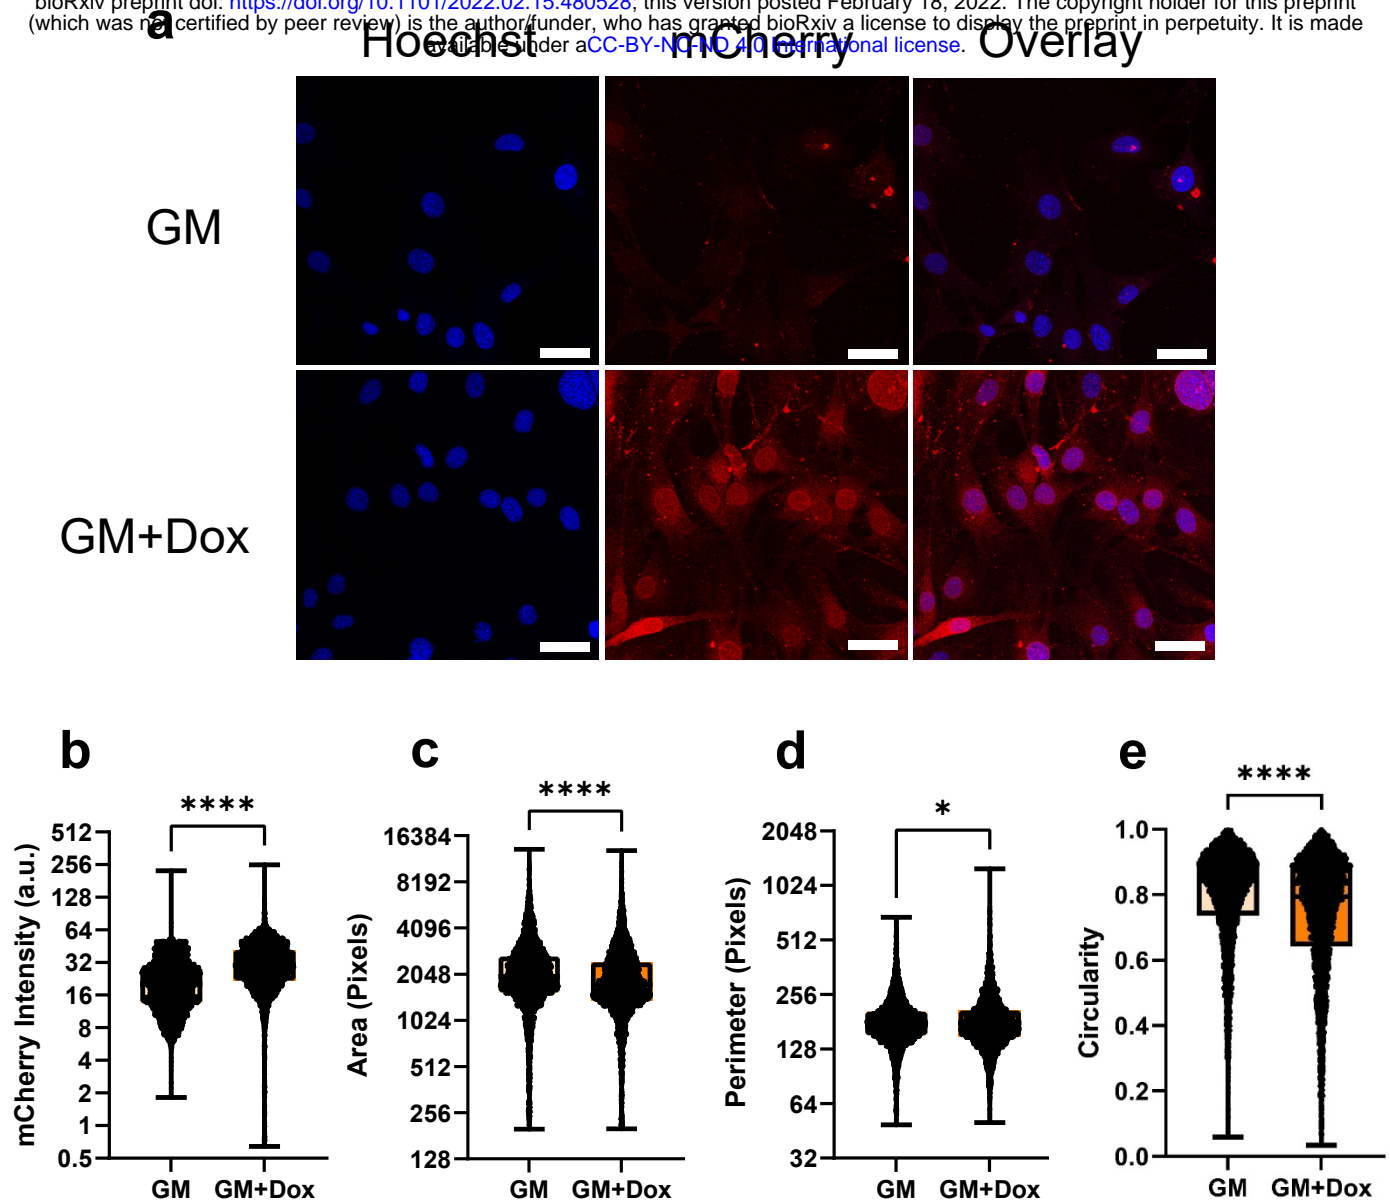 bioRxiv preprint doi: https://doi.org/10.1101/2022.02.15.480528; this version posted February 18, 2022. The copyright holder for this preprint
(which was not certified by peer review) is the author/funder, who has granted bioRxiv a license to display the preprint in perpetuity. It is made
available under aCC-BY-NC-ND 4.0 International license.
a
Hoechst mCherry Overlay
GM
GM+Dox
b
****
mCherry Intensity (a.u.)
512
256
128
64
32
16
8
4
2
1
0.5
GM GM+Dox
c
****
Area (Pixels)
16384
8192
4096
2048
1024
512
256
128
GM GM+Dox
d
*
Perimeter (Pixels)
2048
1024
512
256
128
64
32
GM GM+Dox
e
****
Circularity
1.0
0.8
0.6
0.4
0.2
0.0
GM GM+Dox